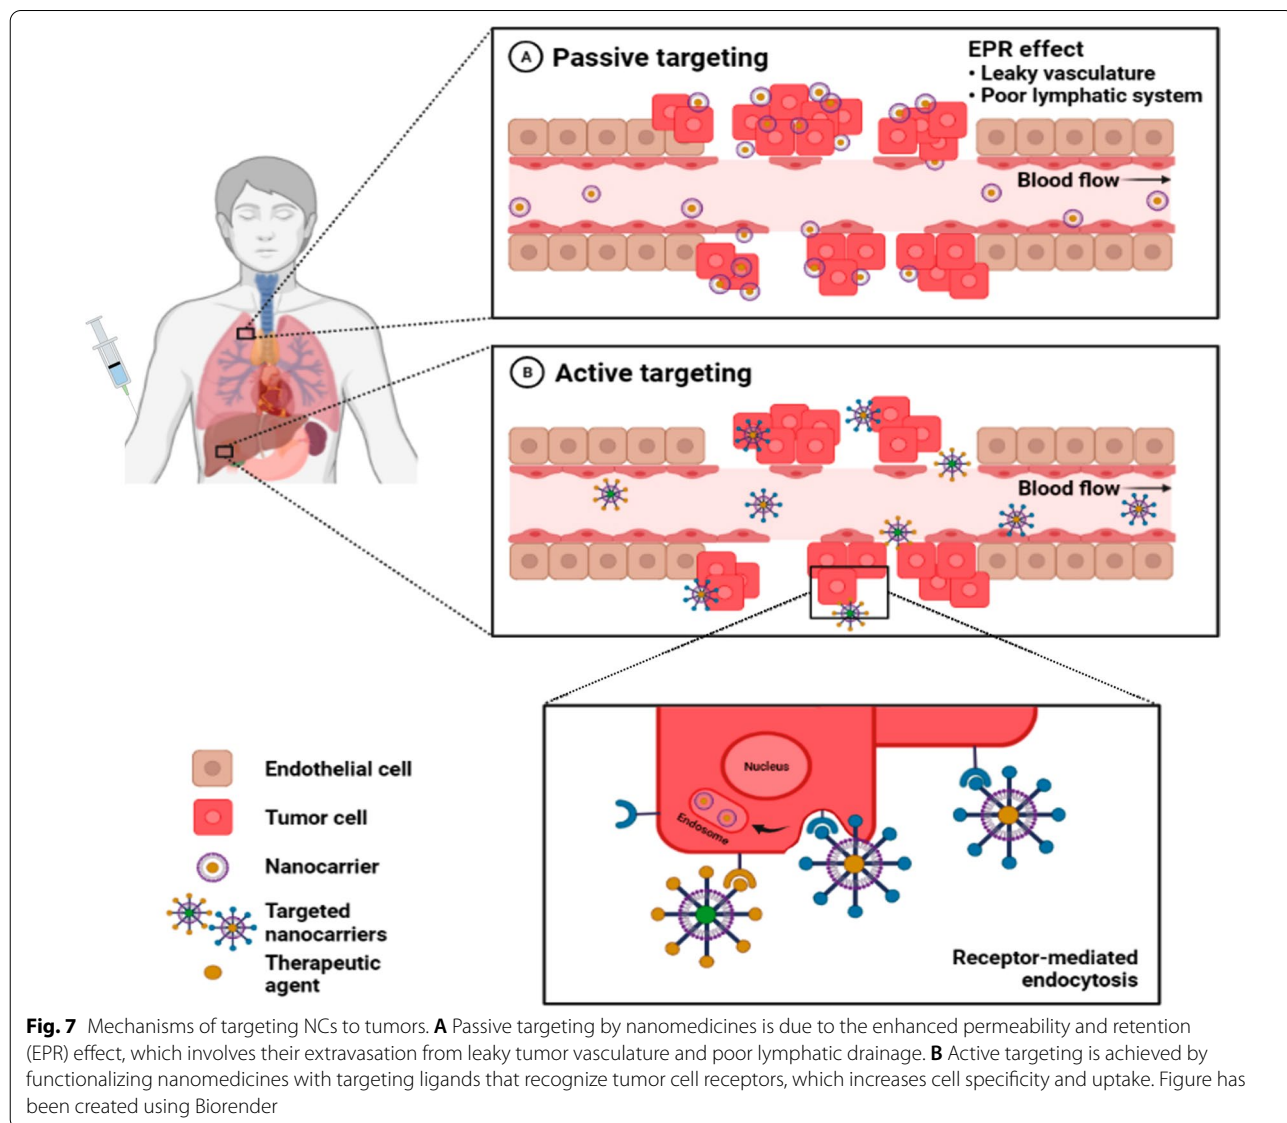 A Passive targeting
EPR effect
• Leaky vasculature
• Poor lymphatic system
Blood flow
B Active targeting
Blood flow
Nucleus
Endosome
Receptor-mediated
endocytosis
Endothelial cell
Tumor cell
Nanocarrier
Targeted
nanocarriers
Therapeutic
agent
Fig. 7 Mechanisms of targeting NCs to tumors. A Passive targeting by nanomedicines is due to the enhanced permeability and retention
(EPR) effect, which involves their extravasation from leaky tumor vasculature and poor lymphatic drainage. B Active targeting is achieved by
functionalizing nanomedicines with targeting ligands that recognize tumor cell receptors, which increases cell specificity and uptake. Figure has
been created using Biorender